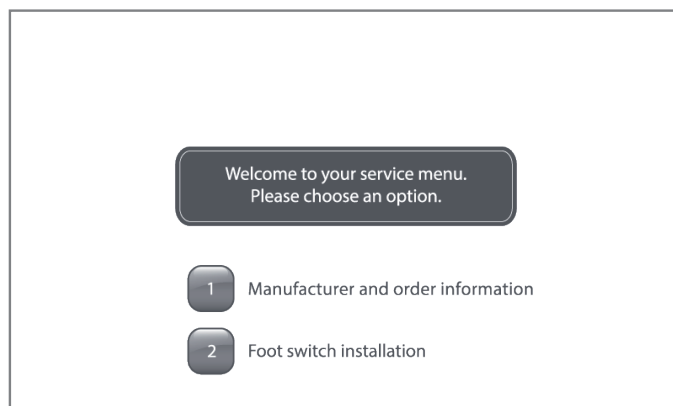 Welcome to your service menu.
Please choose an option.
1 Manufacturer and order information
2 Foot switch installation